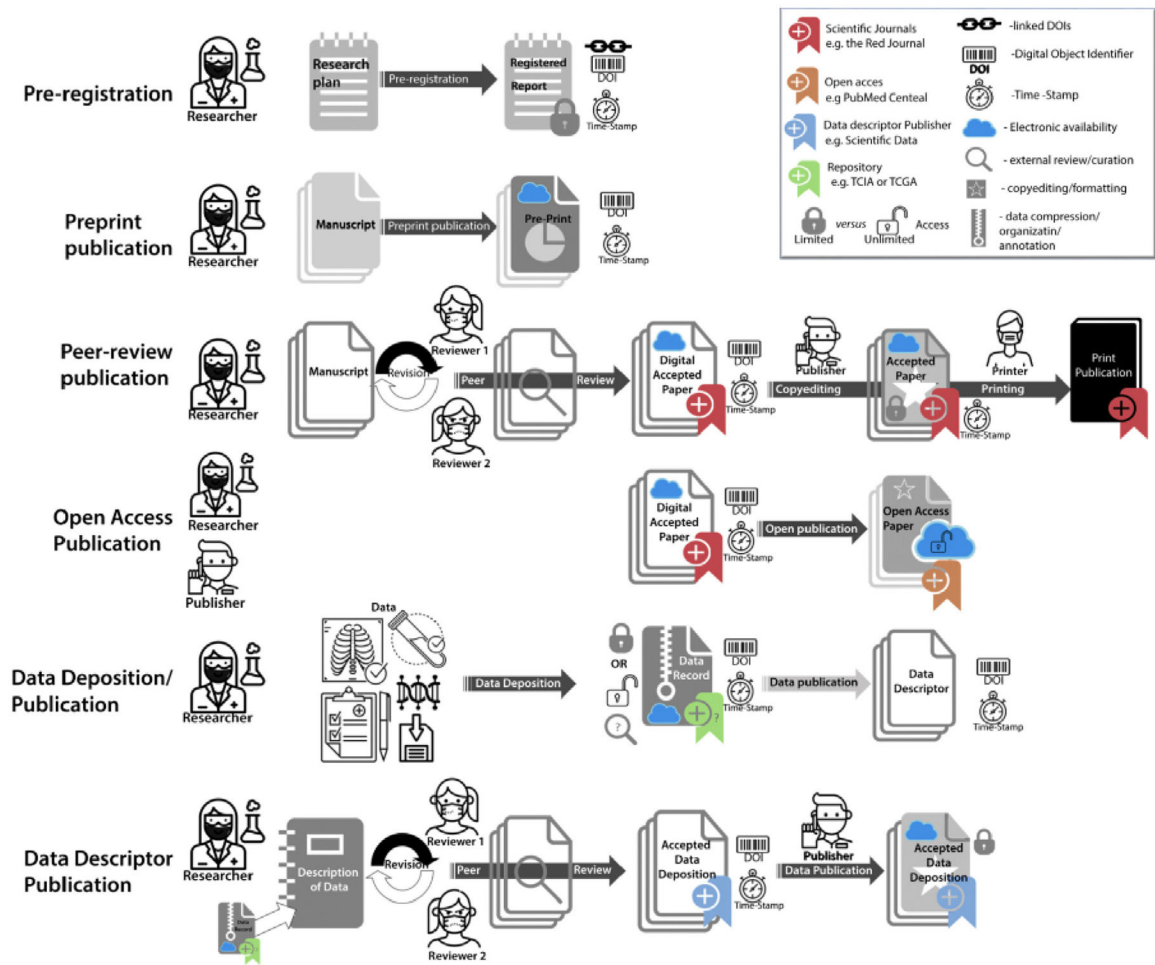 Pre-registration
Researcher
Research
plan
Pre-registration
Registered
Report
DOI
Time-Stamp
Scientific Journals
e.g. the Red Journal
Open acces
e.g PubMed Centeal
Data descriptor Publisher
e.g. Scientific Data
Repository
e.g. TCIA or TCGA
Limited
versus
Unlimited
Access
-linked DOIs
DOI
-Digital Object Identifier
-Time -Stamp
- Electronic availability
- external review/curation
- copyediting/formatting
- data compression/
organizatin/
annotation
Preprint
publication
Researcher
Manuscript
Preprint publication
Pre-Print
DOI
Time-Stamp
Peer-review
publication
Researcher
Manuscript
Revision
Reviewer 1
Reviewer 2
Peer
Review
Digital
Accepted
Paper
DOI
Time-Stamp
Publisher
Copyediting
Accepted
Paper
Time-Stamp
Printer
Printing
Print
Publication
Open Access
Publication
Researcher
Publisher
Digital
Accepted
Paper
DOI
Time-Stamp
Open publication
Open Access
Paper
Data Deposition/
Publication
Researcher
Data
Data Deposition
OR
?
Data
Record
?
DOI
Time-Stamp
Data publication
Data
Descriptor
DOI
Time-Stamp
Data Descriptor
Publication
Researcher
Data
Record
Description
of Data
Revision
Reviewer 1
Reviewer 2
Peer
Review
Accepted
Data
Deposition
DOI
Time-Stamp
Publisher
Data Publication
Accepted
Data
Deposition